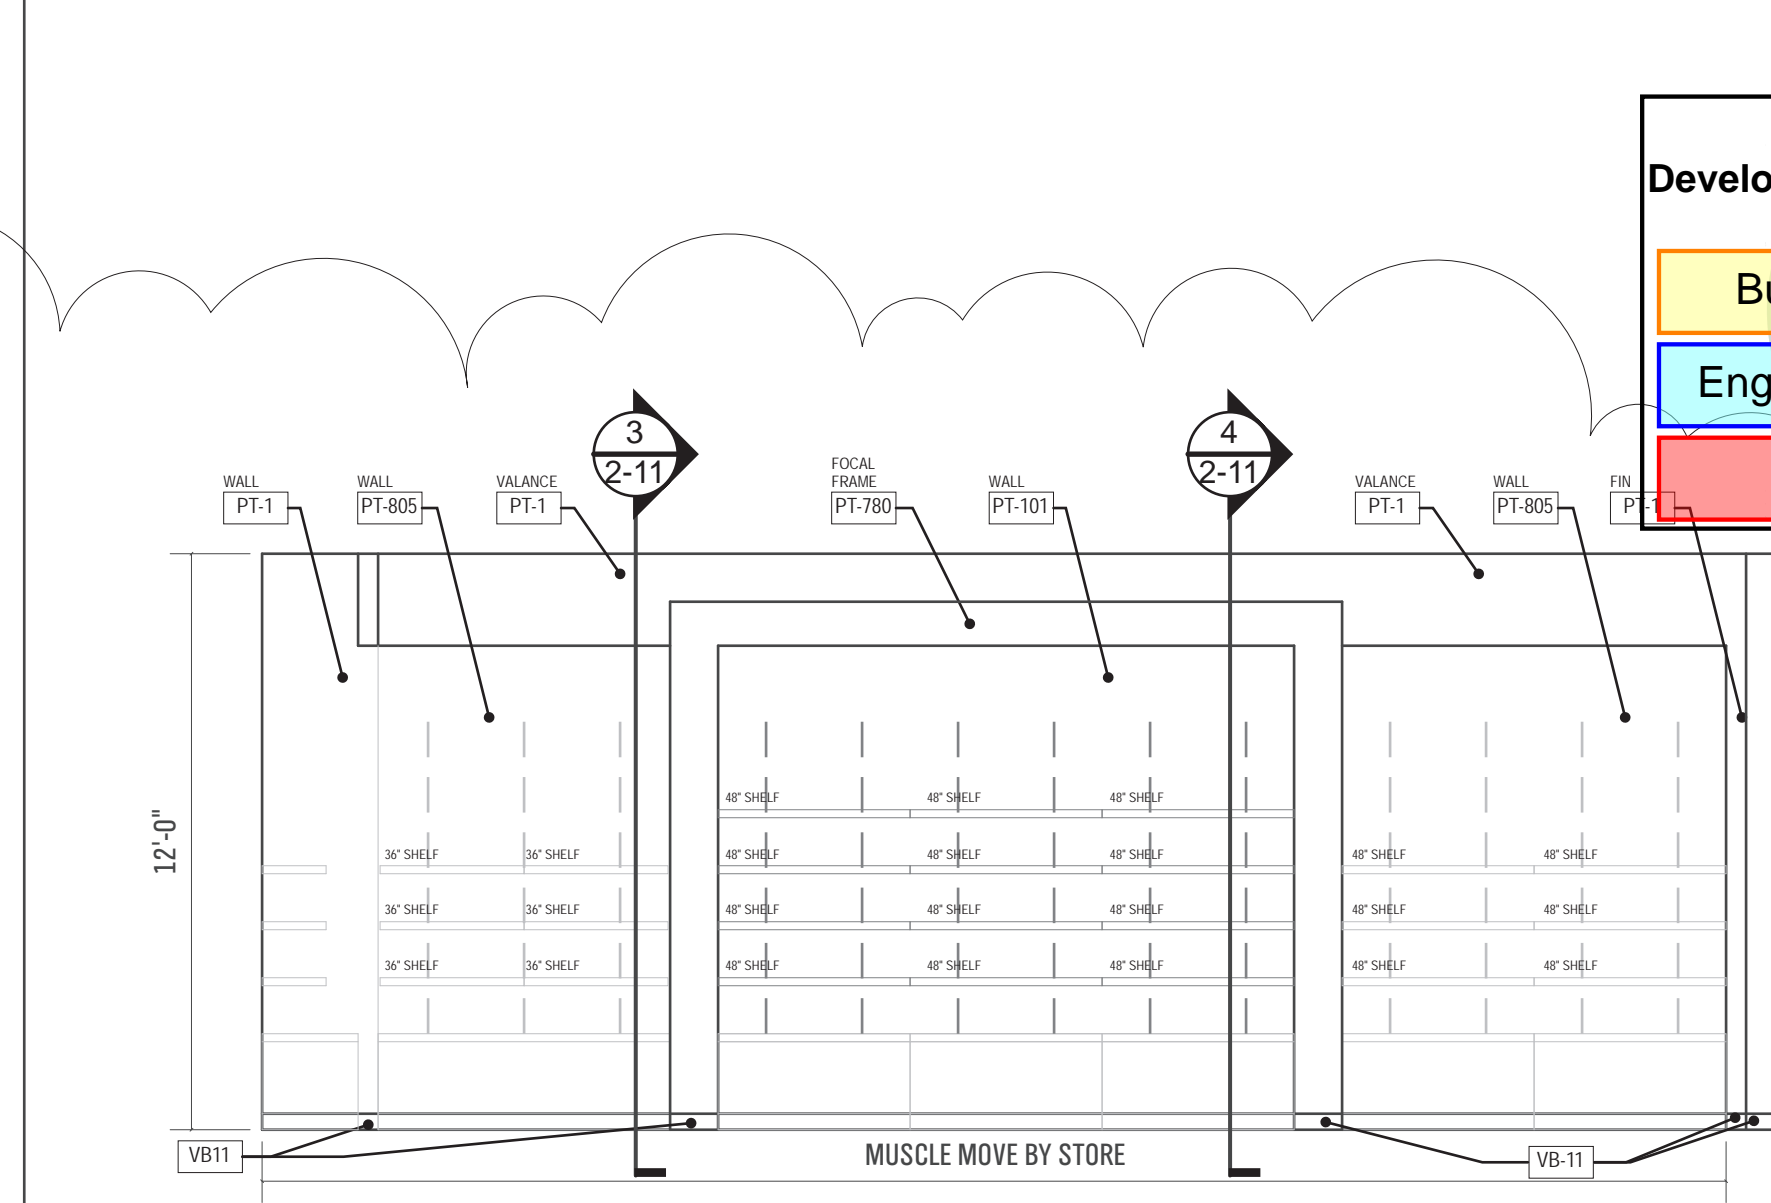 Develo
Bu
Eng
3
2-11
4
2-11
WALL
PT-1
WALL
PT-805
VALANCE
PT-1
FOCAL
FRAME
PT-780
WALL
PT-101
VALANCE
PT-1
WALL
PT-805
FIN
PT-1
12'-0"
48" SHELF 48" SHELF 48" SHELF
36" SHELF 36" SHELF 48" SHELF 48" SHELF 48" SHELF 48" SHELF 48" SHELF
36" SHELF 36" SHELF 48" SHELF 48" SHELF 48" SHELF 48" SHELF 48" SHELF
36" SHELF 36" SHELF 48" SHELF 48" SHELF 48" SHELF 48" SHELF 48" SHELF
VB11
MUSCLE MOVE BY STORE
VB-11